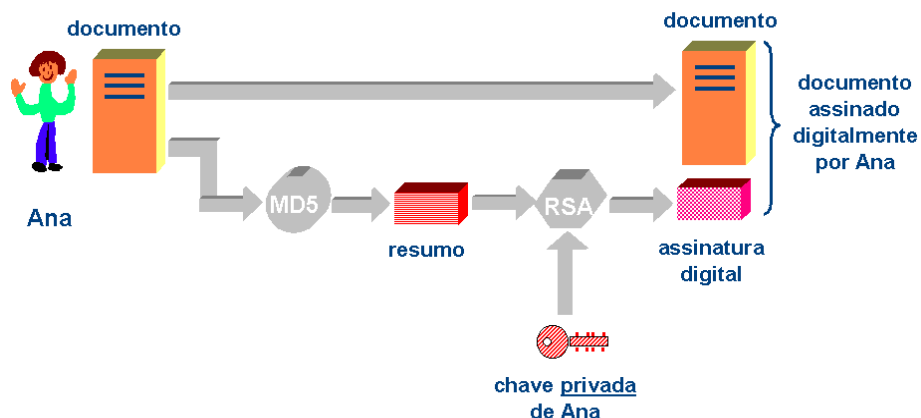 documento
documento
documento
assinado
digitalmente
por Ana
Ana
MD5
resumo
RSA
assinatura
digital
chave privada
de Ana